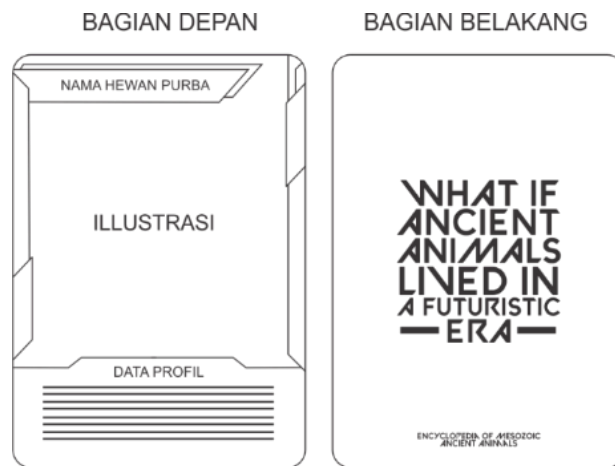 BAGIAN DEPAN
NAMA HEWAN PURBA
ILLUSTRASI
DATA PROFIL
BAGIAN BELAKANG
WHAT IF
ANCIENT
ANIMALS
LIVED IN
A FUTURISTIC
ERA
ENCYCLOPEDIA OF MESOZOIC
ANCIENT ANIMALS